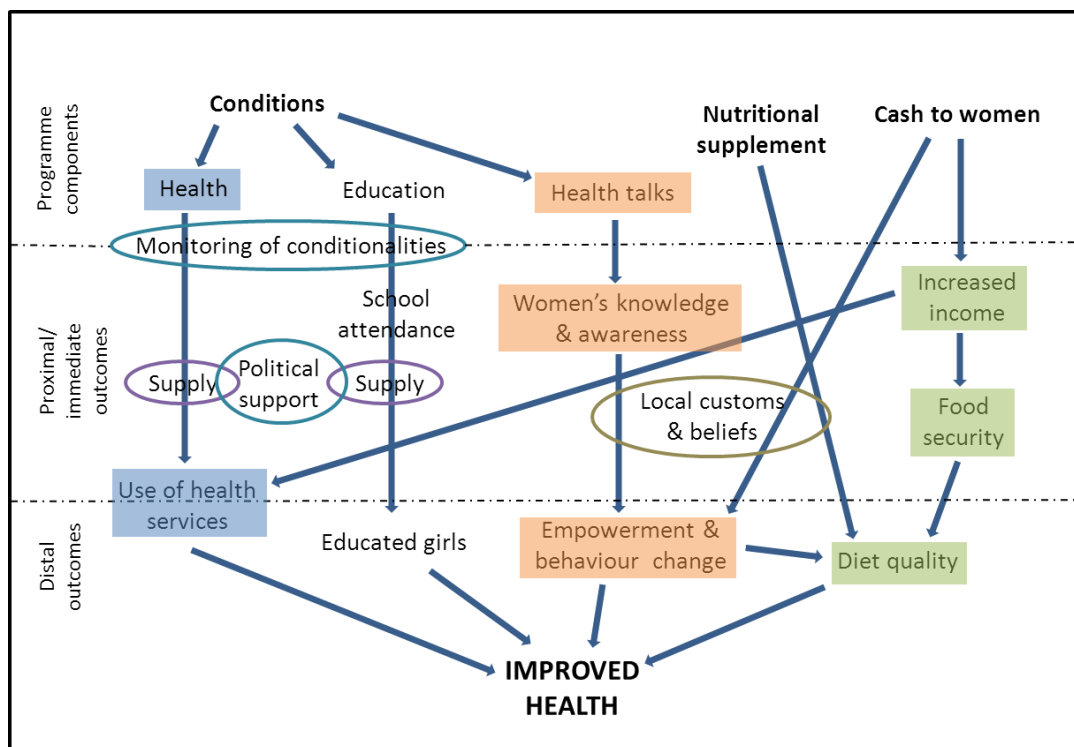 Programme
components
Conditions
Nutritional
supplement
Cash to women
Health
Education
Health talks
Monitoring of conditionalities
Proximal/
immediate
outcomes
School
attendance
Women’s knowledge
& awareness
Increased
income
Supply
Political
support
Supply
Local customs
& beliefs
Food
security
Use of health
services
Distal
outcomes
Educated girls
Empowerment &
behaviour change
Diet quality
IMPROVED
HEALTH